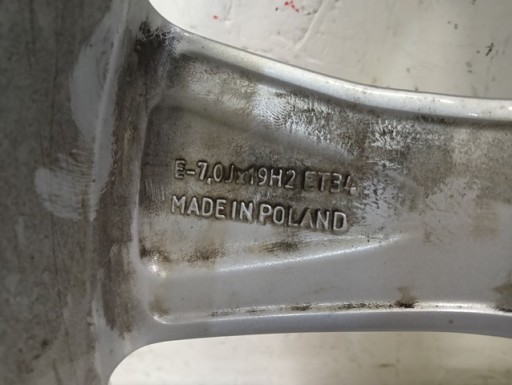 E-7,0Jx19H2 ET34
MADE IN POLAND